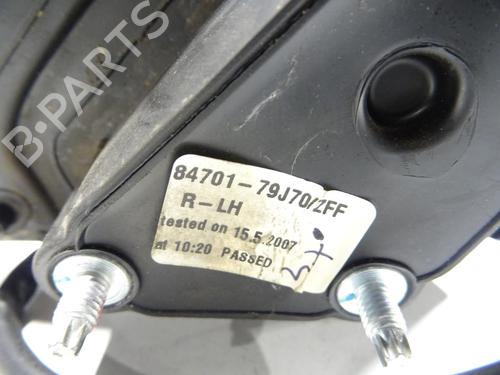 B-PARTS
84701-79J70/ZFF
R-LH
tested on 15.5.2007
at 10:20 PASSED